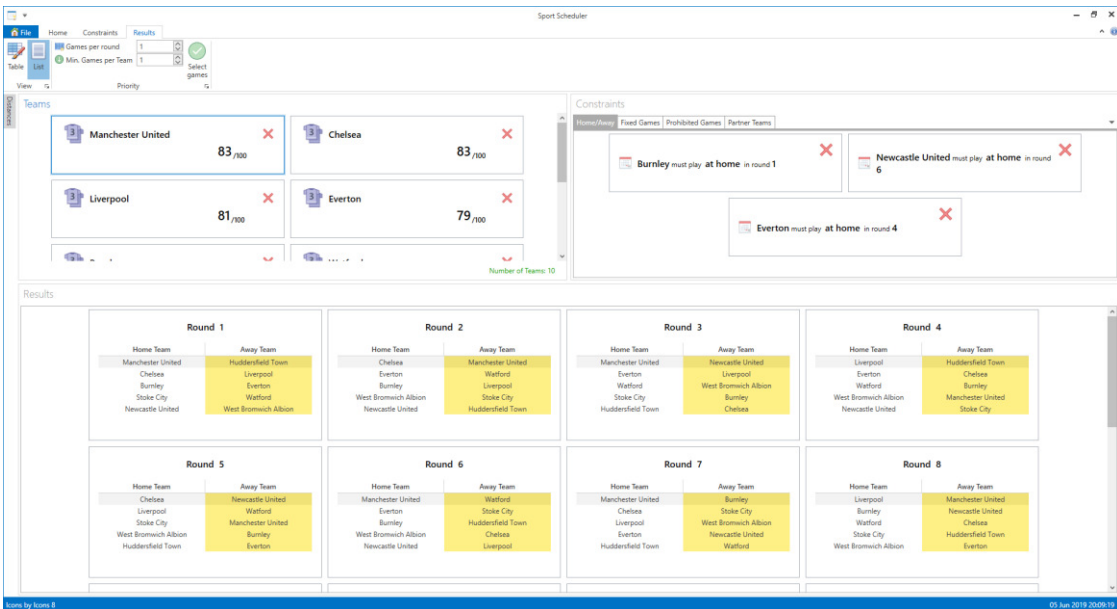 Sport Scheduler
File Home Constraints Results
Games per round 1
Min. Games per Team 1
Table List Select games
View Priority
Distances
Teams
3 Manchester United 83 /100
3 Chelsea 83 /100
3 Liverpool 81 /100
3 Everton 79 /100
Number of Teams: 10
Constraints
Home/Away Fixed Games Prohibited Games Partner Teams
Burnley must play at home in round 1
Newcastle United must play at home in round
6
Everton must play at home in round 4
Results
Round 1
Home Team Away Team
Manchester United Huddersfield Town
Chelsea Liverpool
Burnley Everton
Stoke City Watford
Newcastle United West Bromwich Albion
Round 2
Home Team Away Team
Chelsea Manchester United
Everton Watford
Burnley Liverpool
West Bromwich Albion Stoke City
Newcastle United Huddersfield Town
Round 3
Home Team Away Team
Manchester United Newcastle United
Everton Liverpool
Watford West Bromwich Albion
Stoke City Burnley
Huddersfield Town Chelsea
Round 4
Home Team Away Team
Liverpool Huddersfield Town
Everton Chelsea
Watford Burnley
West Bromwich Albion Manchester United
Newcastle United Stoke City
Round 5
Home Team Away Team
Chelsea Newcastle United
Liverpool Watford
Stoke City Manchester United
West Bromwich Albion Burnley
Huddersfield Town Everton
Round 6
Home Team Away Team
Manchester United Watford
Everton Stoke City
Burnley Huddersfield Town
West Bromwich Albion Chelsea
Newcastle United Liverpool
Round 7
Home Team Away Team
Manchester United Burnley
Chelsea Stoke City
Liverpool West Bromwich Albion
Everton Newcastle United
Huddersfield Town Watford
Round 8
Home Team Away Team
Liverpool Manchester United
Burnley Newcastle United
Watford Chelsea
Stoke City Huddersfield Town
West Bromwich Albion Everton
Icons by Icons 8
05 Jun 2019 20:09:19